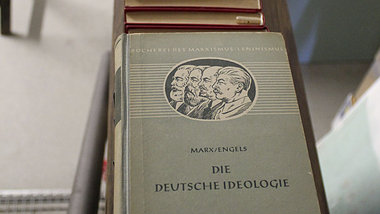 BÜCHEREI DES MARXISMUS-LENINISMUS
MARX/ENGELS
DIE
DEUTSCHE IDEOLOGIE